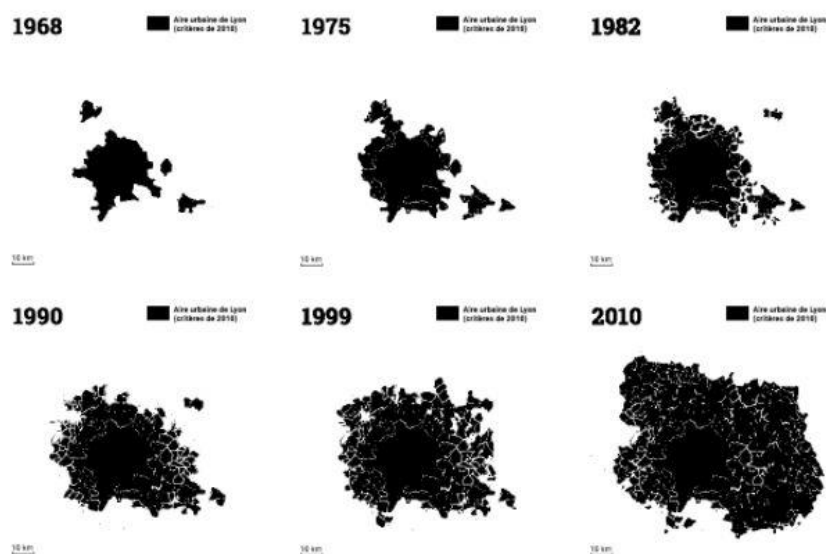 1968
Aire urbaine de Lyon
(critères de 2010)
10 km
1975
Aire urbaine de Lyon
(critères de 2010)
10 km
1982
Aire urbaine de Lyon
(critères de 2010)
10 km
1990
Aire urbaine de Lyon
(critères de 2010)
10 km
1999
Aire urbaine de Lyon
(critères de 2010)
10 km
2010
Aire urbaine de Lyon
(critères de 2010)
10 km